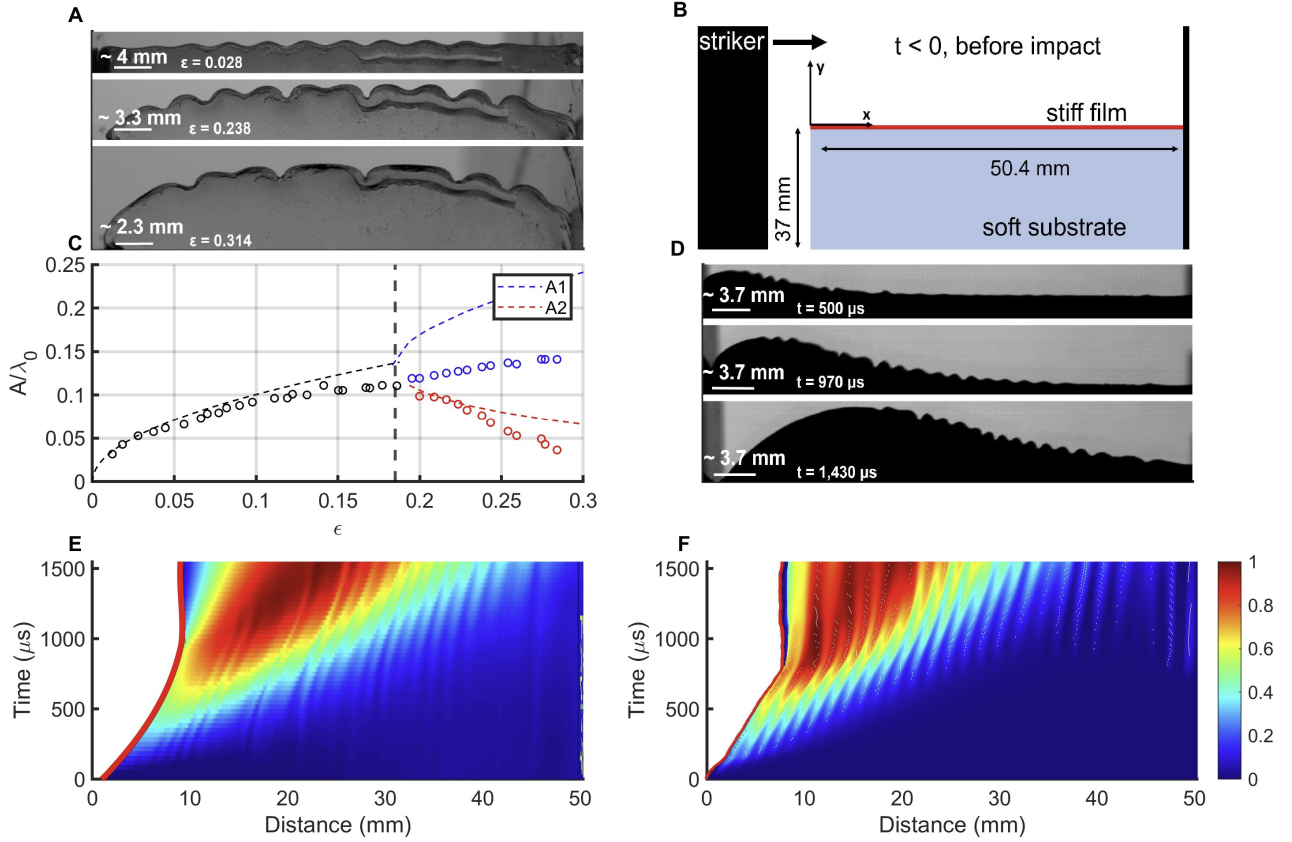 A
~ 4 mm
ε = 0.028
~ 3.3 mm
ε = 0.238
~ 2.3 mm
ε = 0.314
B
striker
t < 0, before impact
y
x
stiff film
50.4 mm
37 mm
soft substrate
C
0.25
0.2
0.15
0.1
0.05
0
A/λ0
0
0.05
0.1
0.15
0.2
0.25
0.3
ϵ
A1
A2
D
~ 3.7 mm
t = 500 µs
~ 3.7 mm
t = 970 µs
~ 3.7 mm
t = 1,430 µs
E
1500
1000
500
0
Time (μs)
0
10
20
30
40
50
Distance (mm)
F
1500
1000
500
0
Time (μs)
0
10
20
30
40
50
Distance (mm)
1
0.8
0.6
0.4
0.2
0